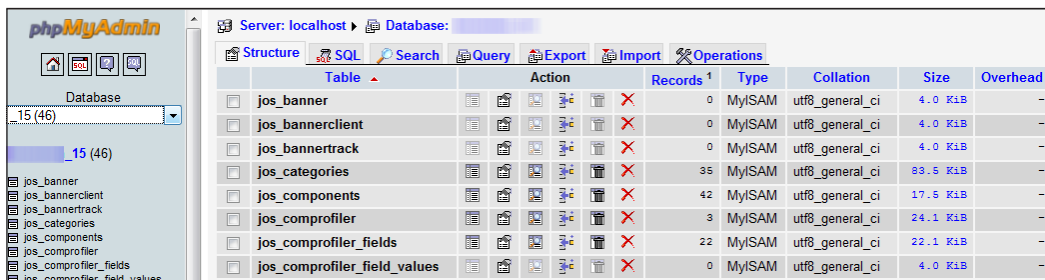 phpMyAdmin
Server: localhost Database:
Structure SQL Search Query Export Import Operations
SQL SQL
Database
_15 (46)
_15 (46)
jos_banner
jos_bannerclient
jos_bannertrack
jos_categories
jos_components
jos_comprofiler
jos_comprofiler_fields
jos_comprofiler_field_values
Table Action Records 1 Type Collation Size Overhead
jos_banner 0 MyISAM utf8_general_ci 4.0 KiB -
jos_bannerclient 0 MyISAM utf8_general_ci 4.0 KiB -
jos_bannertrack 0 MyISAM utf8_general_ci 4.0 KiB -
jos_categories 35 MyISAM utf8_general_ci 83.5 KiB -
jos_components 42 MyISAM utf8_general_ci 17.5 KiB -
jos_comprofiler 3 MyISAM utf8_general_ci 24.1 KiB -
jos_comprofiler_fields 22 MyISAM utf8_general_ci 22.1 KiB -
jos_comprofiler_field_values 0 MyISAM utf8_general_ci 4.0 KiB -